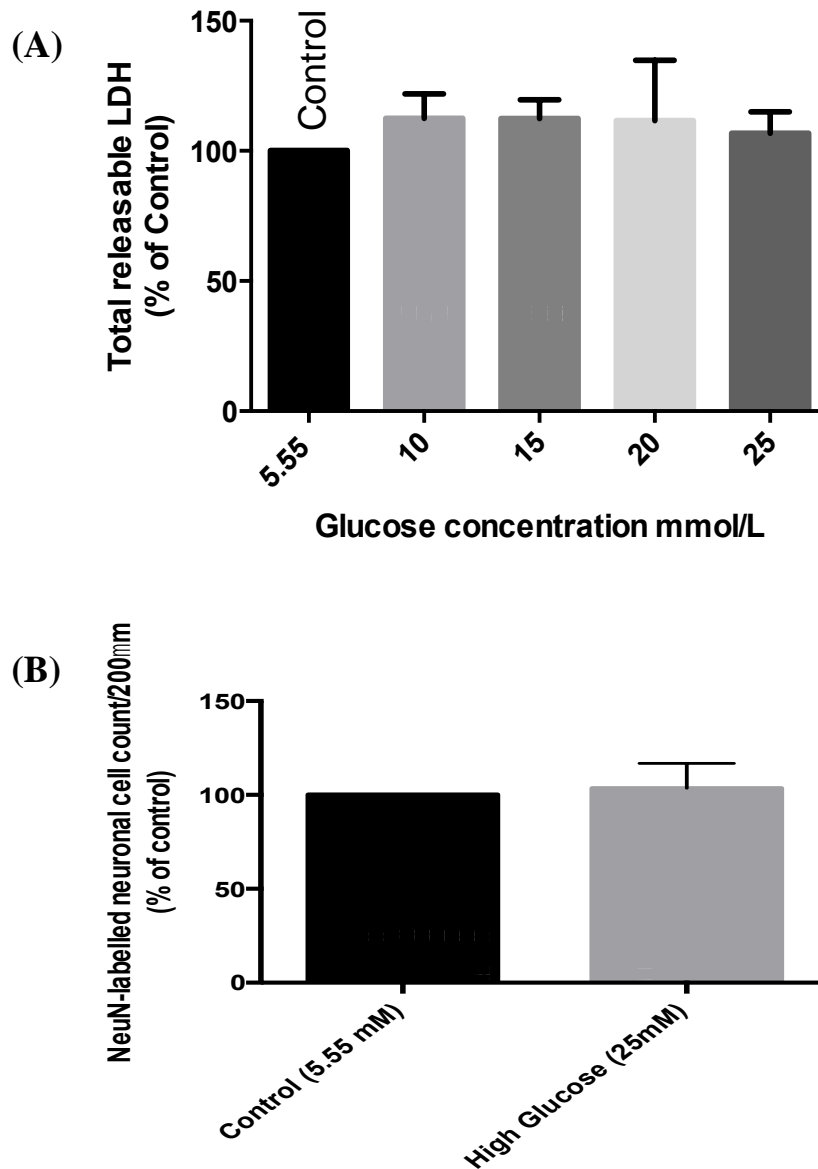 (A)
Total releasable LDH
(% of Control)
150
100
50
0
Control
5.55
10
15
20
25
Glucose concentration mmol/L
(B)
NeuN-labelled neuronal cell count/200mm
(% of control)
150
100
50
0
Control (5.55 mM)
High Glucose (25mM)